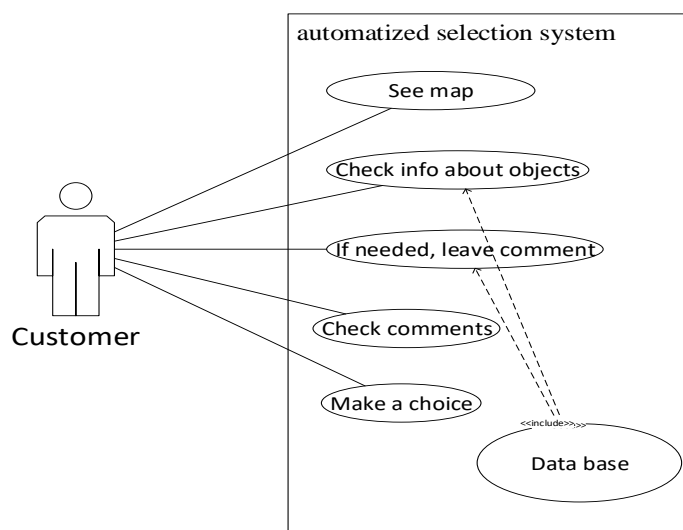 automatized selection system
See map
Check info about objects
If needed, leave comment
Customer
Check comments
Make a choice
<<include>>
Data base